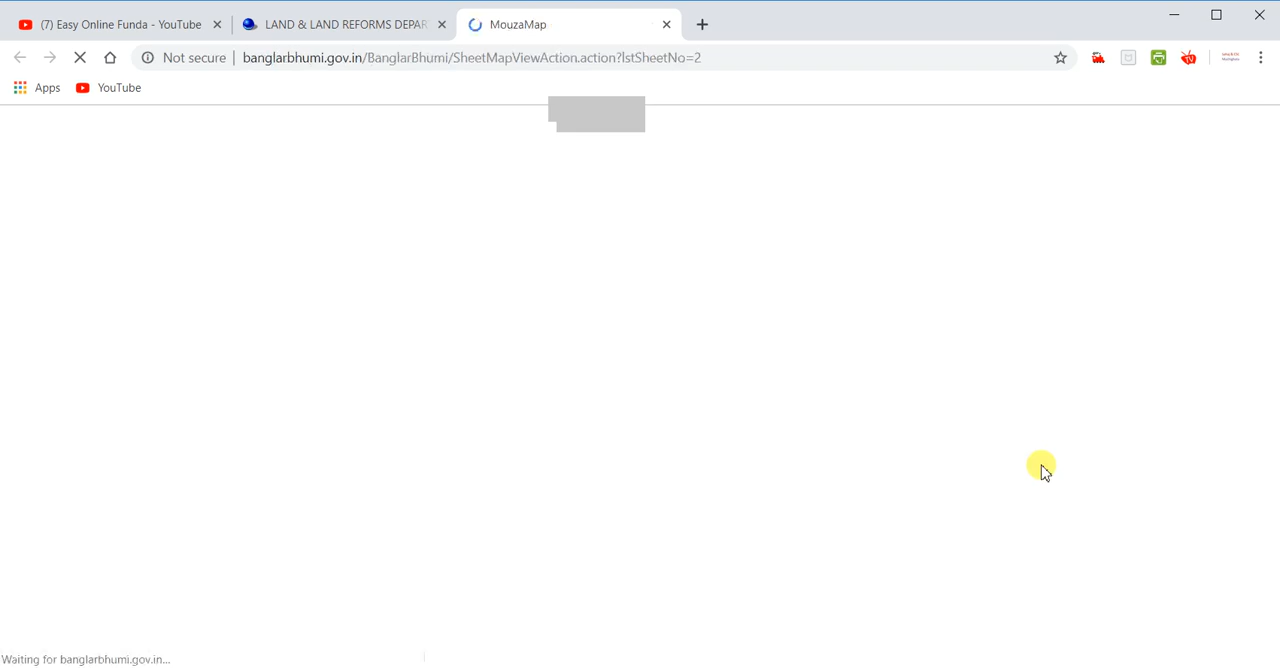 (7) Easy Online Funda - YouTube
LAND & LAND REFORMS DEPAR
MouzaMap
Not secure
banglarbhumi.gov.in/BanglarBhumi/SheetMapViewAction.action?lstSheetNo=2
Apps
YouTube
Waiting for banglarbhumi.gov.in...